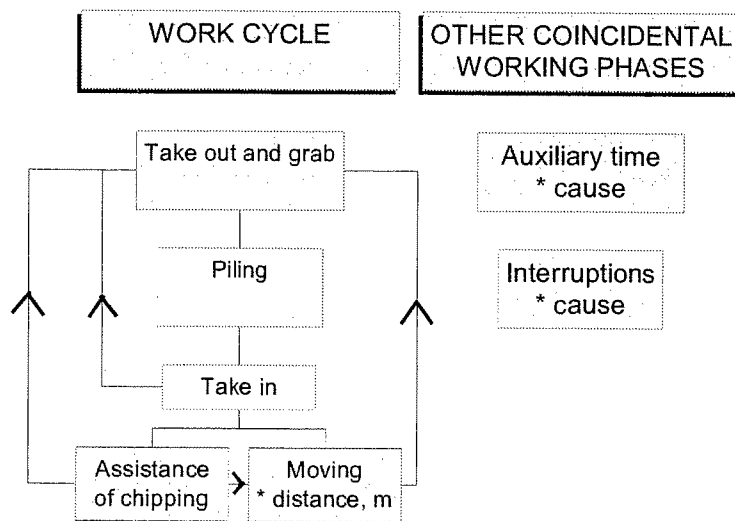 WORK CYCLE
OTHER COINCIDENTAL
WORKING PHASES
Take out and grab
Piling
Take in
Assistance
of chipping
Moving
* distance, m
Auxiliary time
* cause
Interruptions
* cause